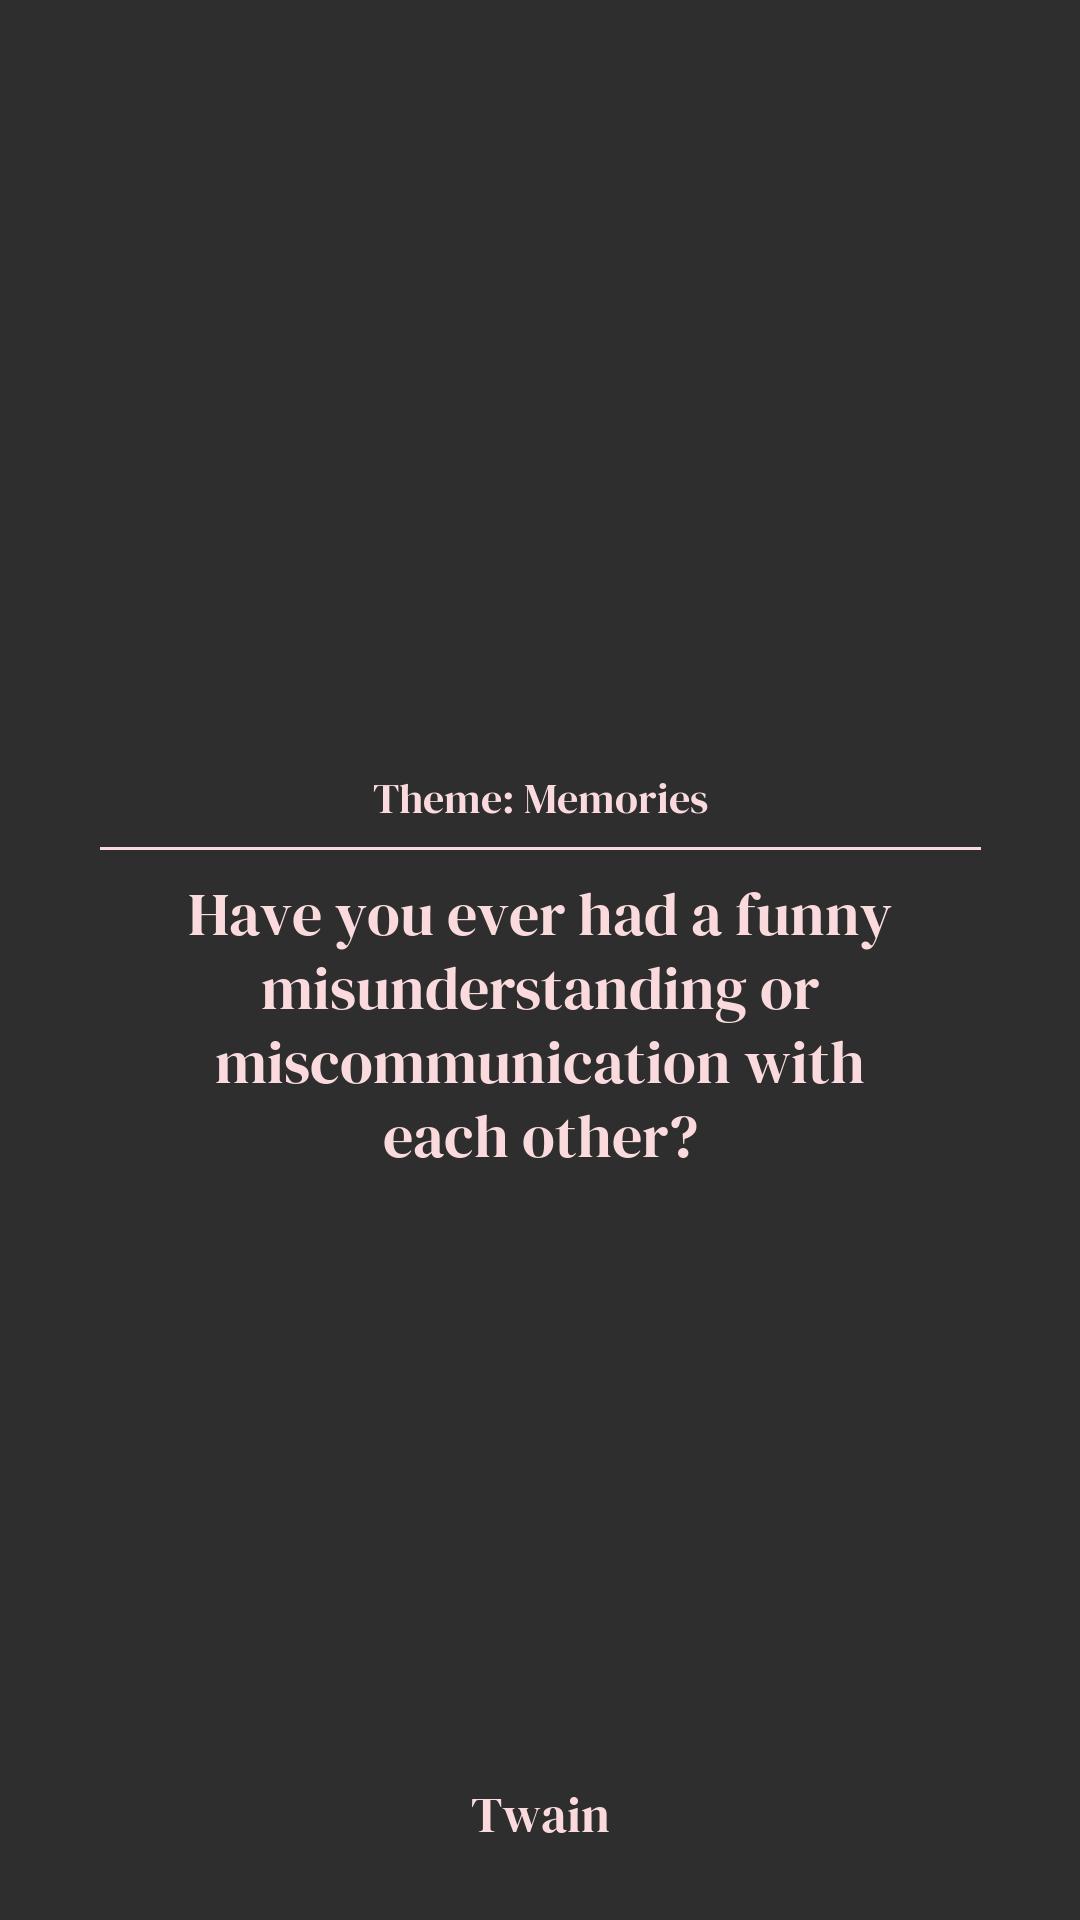 Theme: Memories
Have you ever had a funny
misunderstanding or
miscommunication with
each other?
Twain